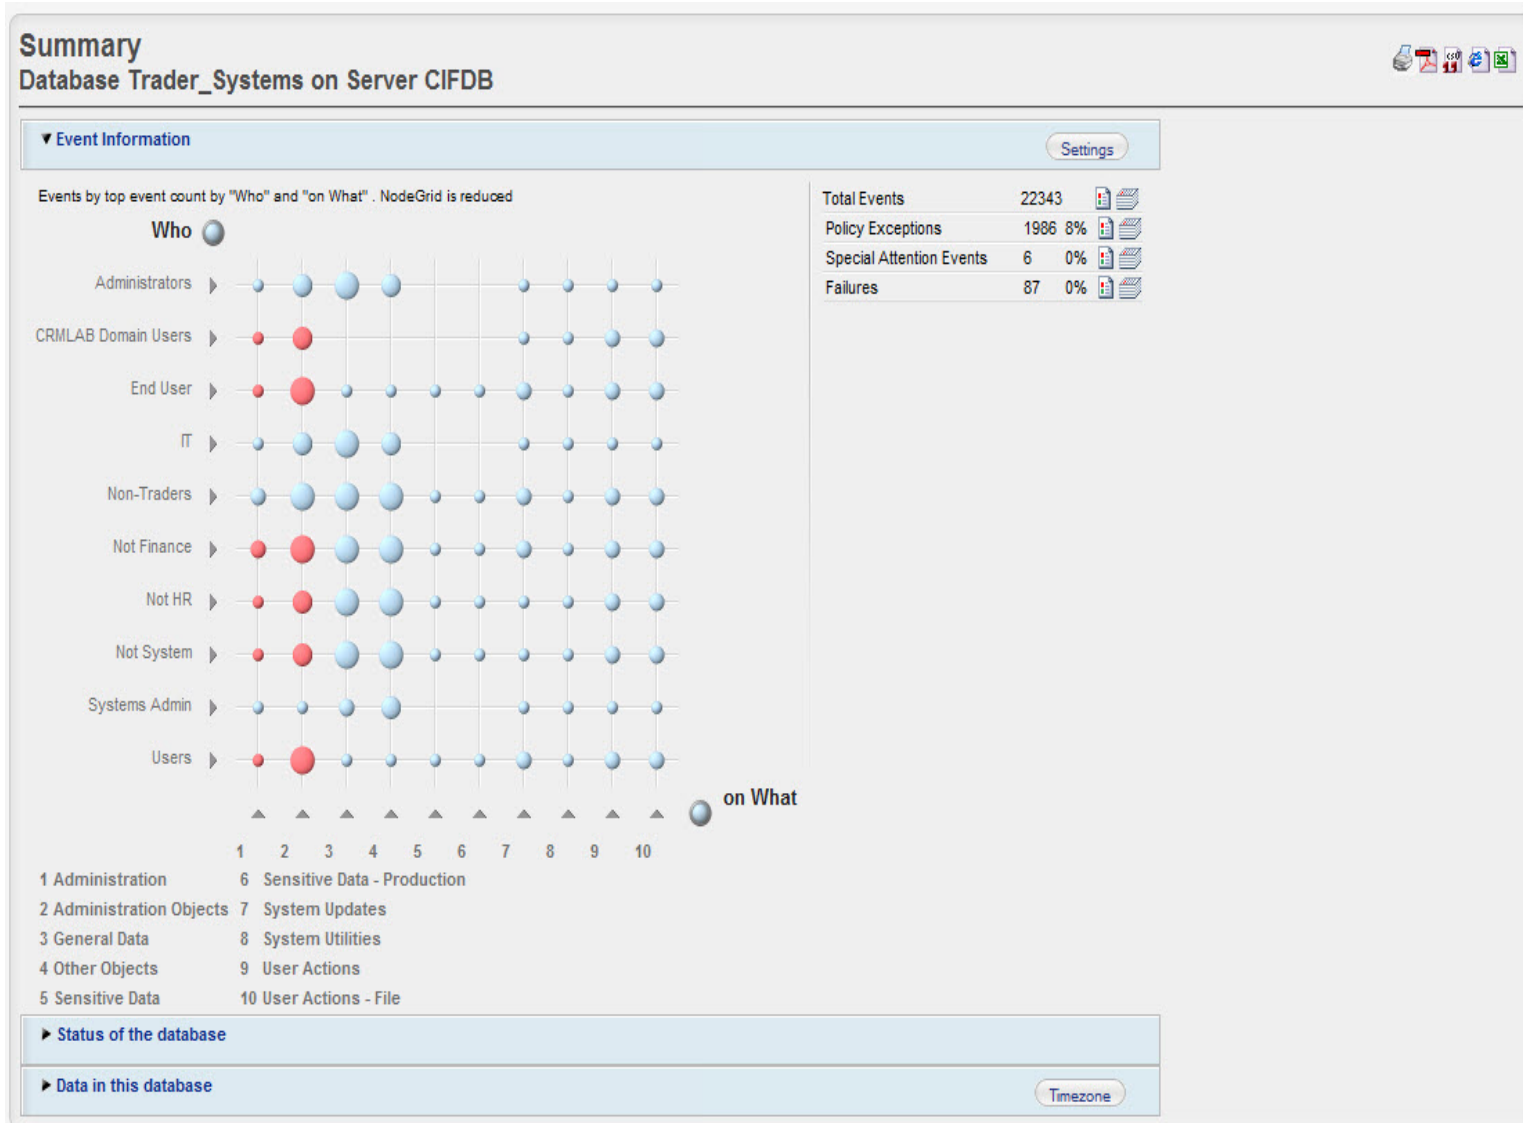 Summary
Database Trader_Systems on Server CIFDB
Event Information
Settings
Events by top event count by "Who" and "on What" . NodeGrid is reduced
Who
Administrators
CRMLAB Domain Users
End User
IT
Non-Traders
Not Finance
Not HR
Not System
Systems Admin
Users
on What
1 2 3 4 5 6 7 8 9 10
1 Administration 6 Sensitive Data - Production
2 Administration Objects 7 System Updates
3 General Data 8 System Utilities
4 Other Objects 9 User Actions
5 Sensitive Data 10 User Actions - File
Total Events 22343
Policy Exceptions 1986 8%
Special Attention Events 6 0%
Failures 87 0%
Status of the database
Data in this database
Timezone